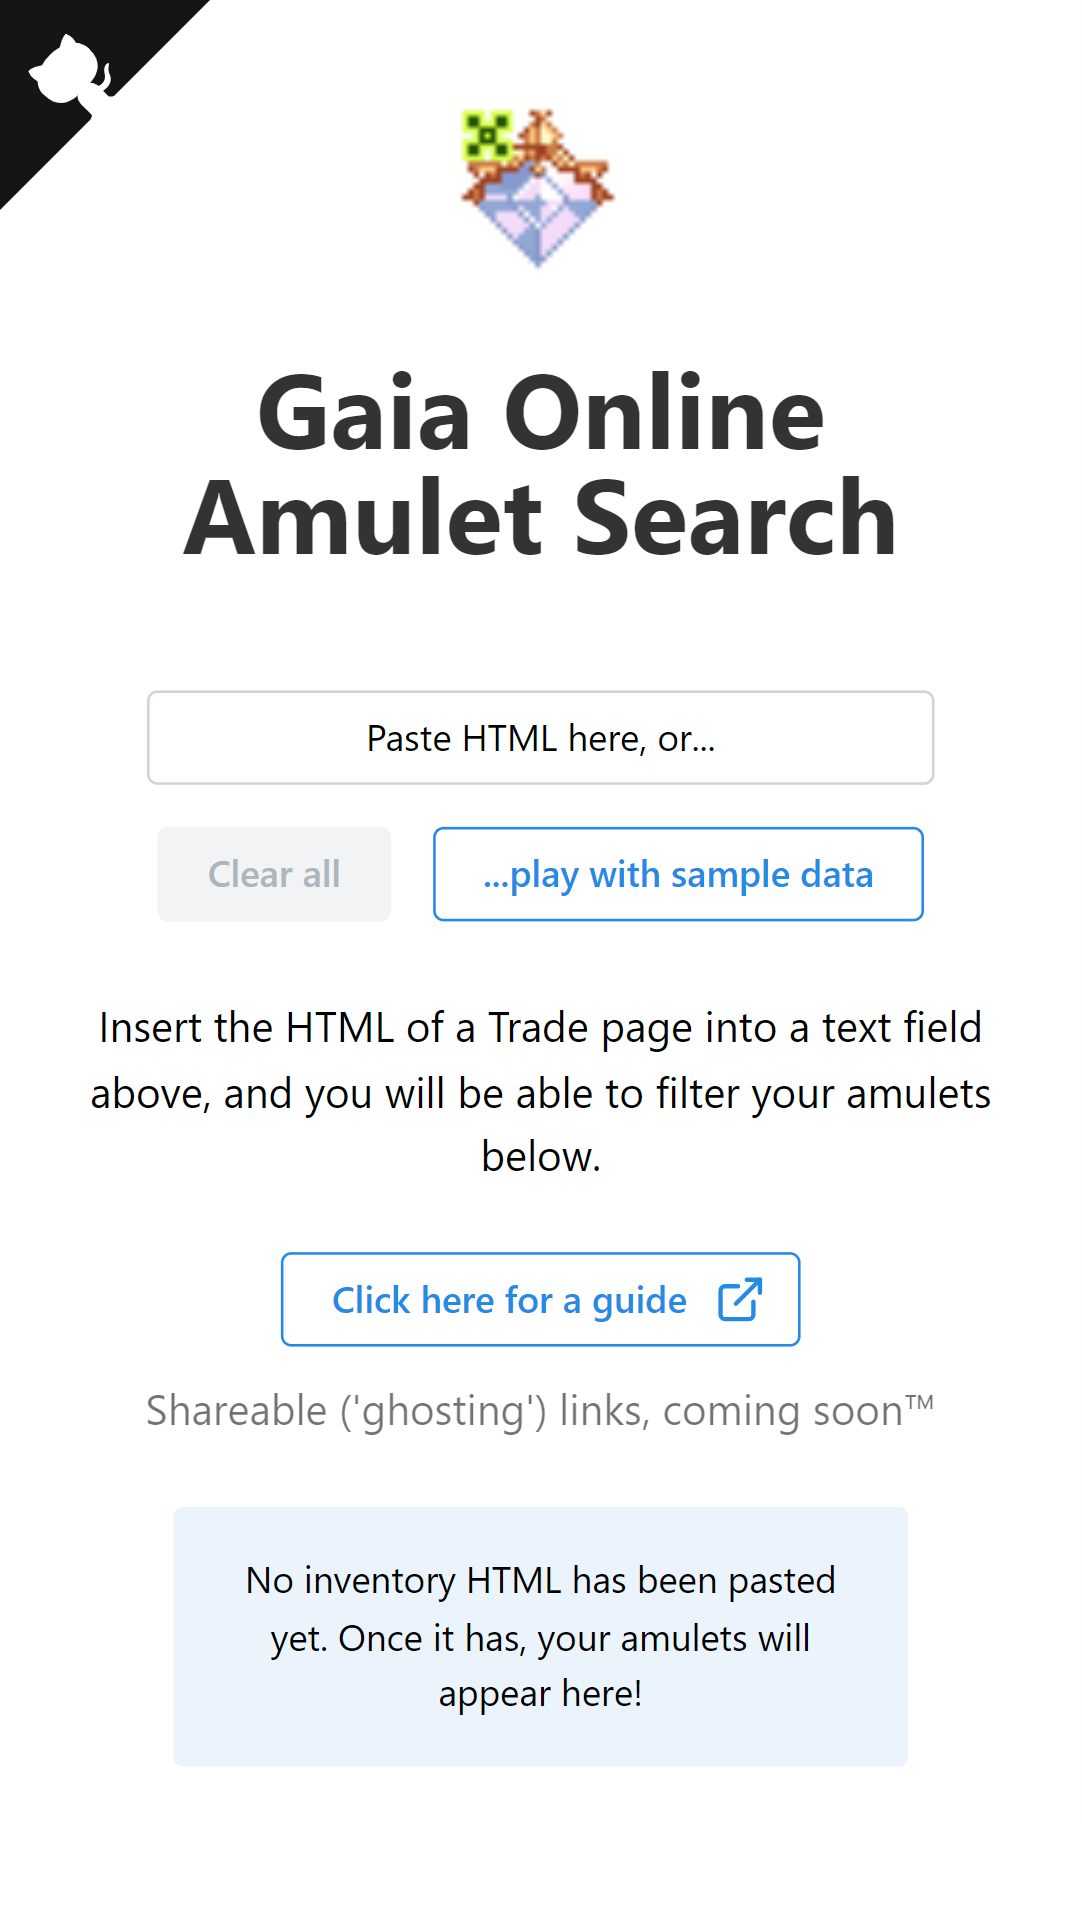 Gaia Online
Amulet Search
Paste HTML here, or...
Clear all
...play with sample data
Insert the HTML of a Trade page into a text field
above, and you will be able to filter your amulets
below.
Click here for a guide
Shareable ('ghosting') links, coming soon™
No inventory HTML has been pasted
yet. Once it has, your amulets will
appear here!